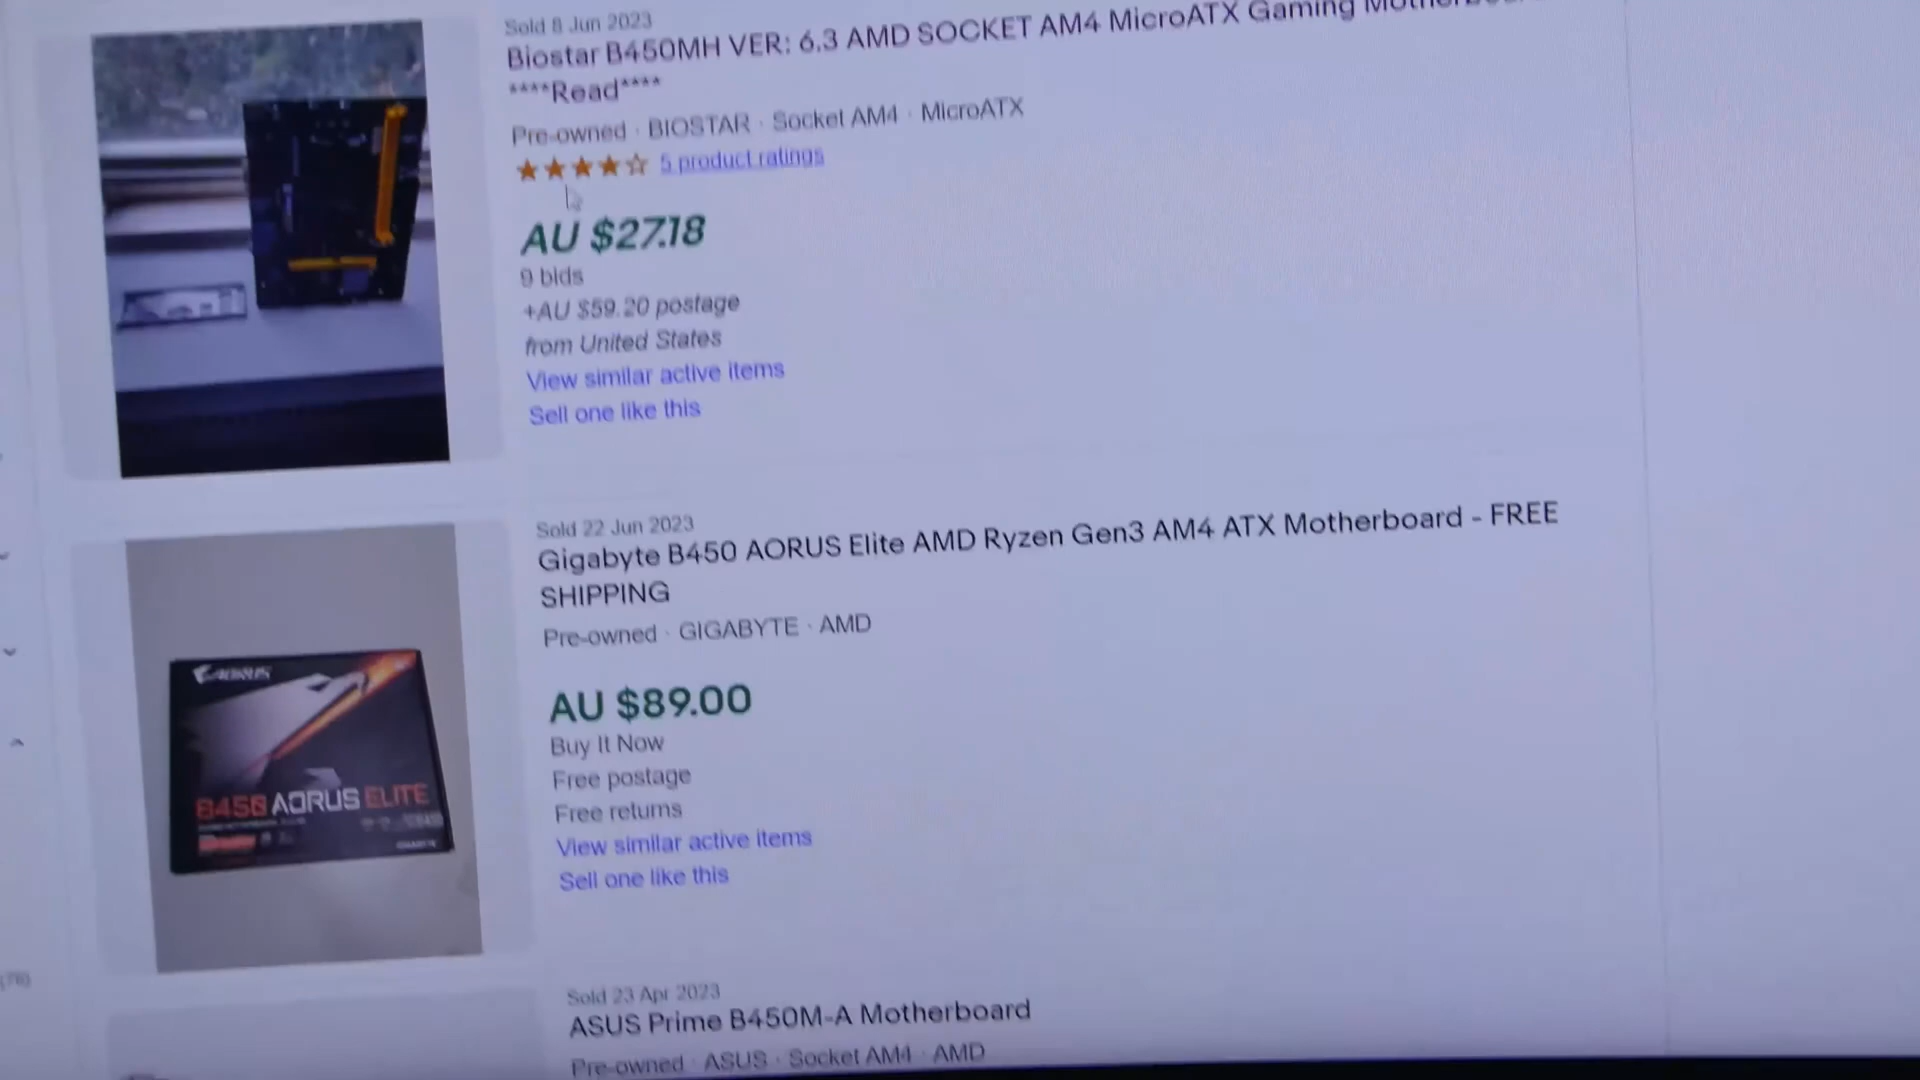 Sold 8 Jun 2023
Biostar B450MH VER: 6.3 AMD SOCKET AM4 MicroATX Gaming
****Read****
Pre-owned · BIOSTAR · Socket AM4 · MicroATX
5 product ratings
AU $27.18
9 bids
+AU $59.20 postage
from United States
View similar active items
Sell one like this
Sold 22 Jun 2023
Gigabyte B450 AORUS Elite AMD Ryzen Gen3 AM4 ATX Motherboard - FREE
SHIPPING
Pre-owned · GIGABYTE · AMD
AORUS
B450 AORUS ELITE
AU $89.00
Buy It Now
Free postage
Free returns
View similar active items
Sell one like this
(76)
Sold 23 Apr 2023
ASUS Prime B450M-A Motherboard
Pre-owned · ASUS · Socket AM4 · AMD